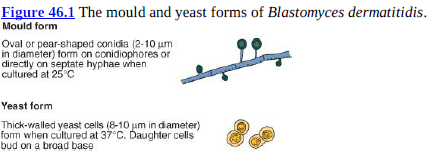 Figure 46.1 The mould and yeast forms of Blastomyces dermatitidis.
Mould form
Oval or pear-shaped conidia (2-10 µm
in diameter) form on conidiophores or
directly on septate hyphae when
cultured at 25°C
Yeast form
Thick-walled yeast cells (8-10 µm in diameter)
form when cultured at 37°C. Daughter cells
bud on a broad base